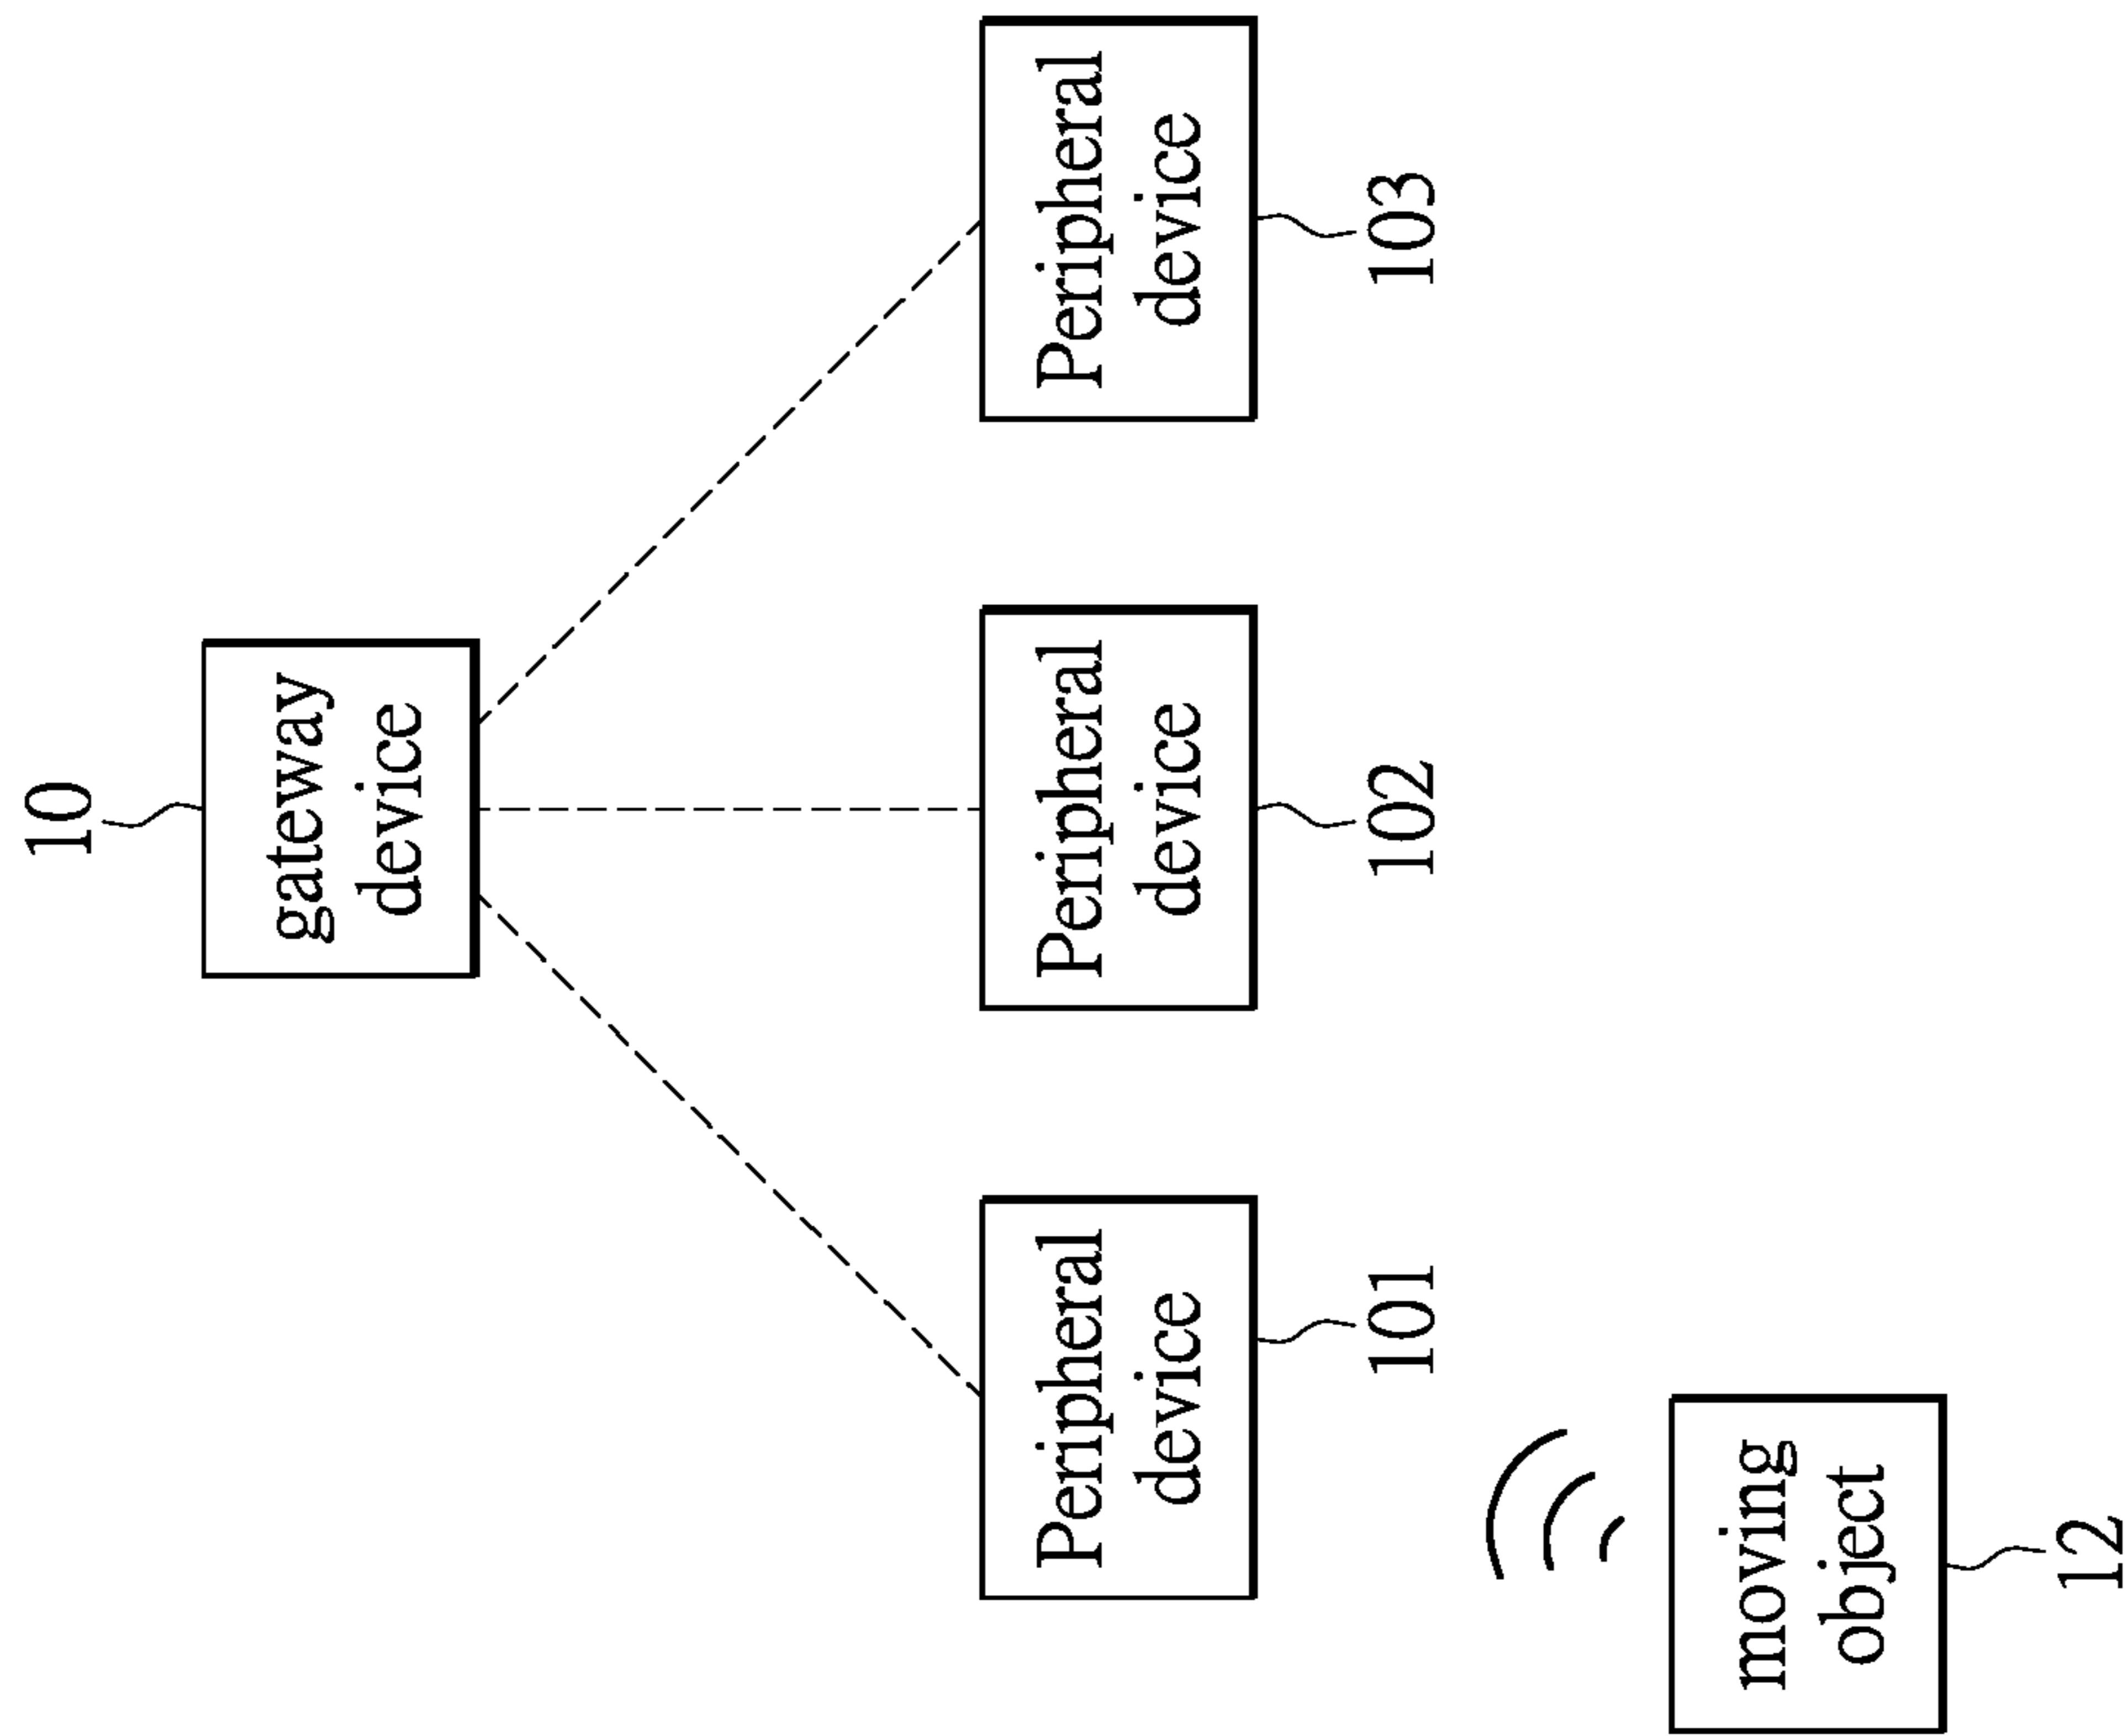 10
gateway
device
Peripheral
device
101
Peripheral
device
102
Peripheral
device
103
moving
object
12